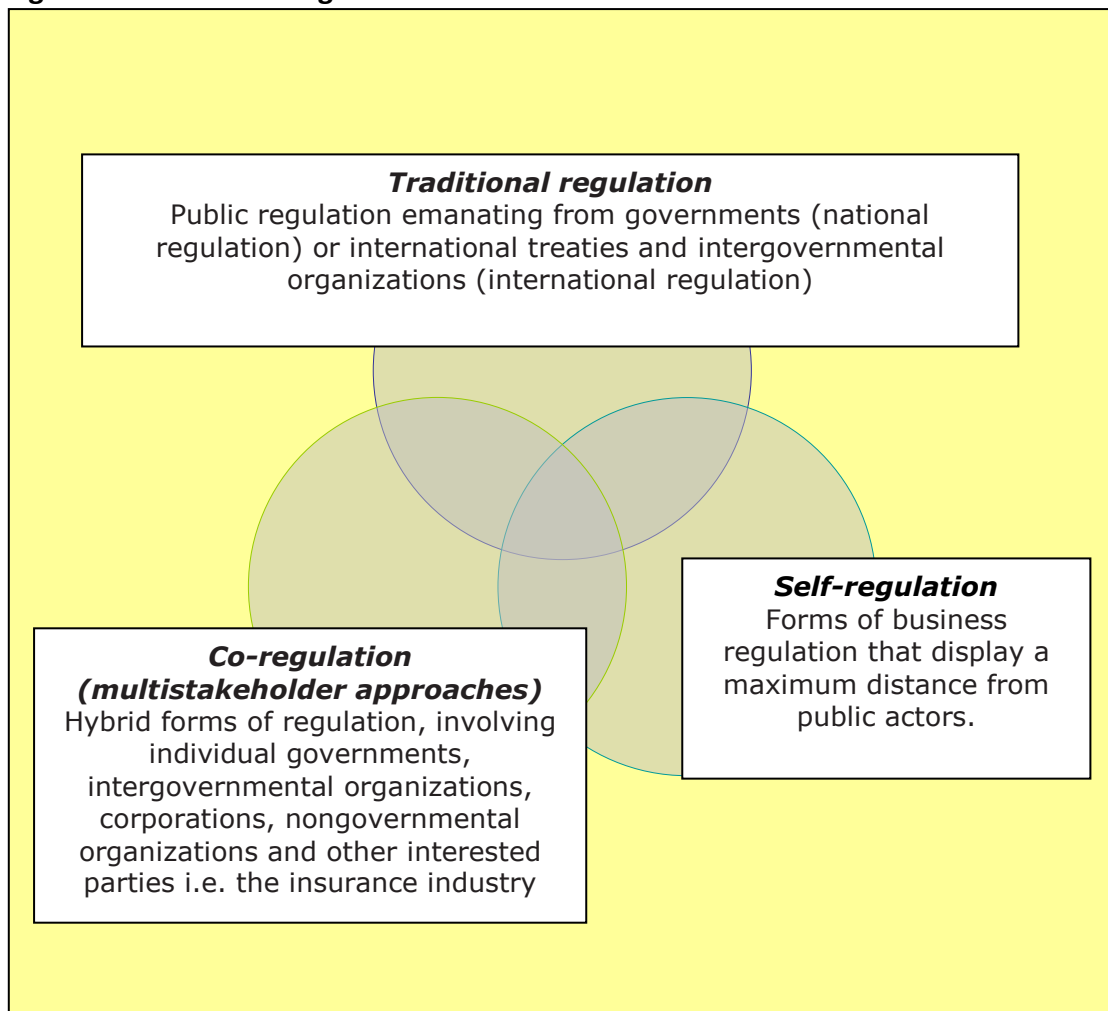 Traditional regulation
Public regulation emanating from governments (national
regulation) or international treaties and intergovernmental
organizations (international regulation)
Self-regulation
Forms of business
regulation that display a
maximum distance from
public actors.
Co-regulation
(multistakeholder approaches)
Hybrid forms of regulation, involving
individual governments,
intergovernmental organizations,
corporations, nongovernmental
organizations and other interested
parties i.e. the insurance industry